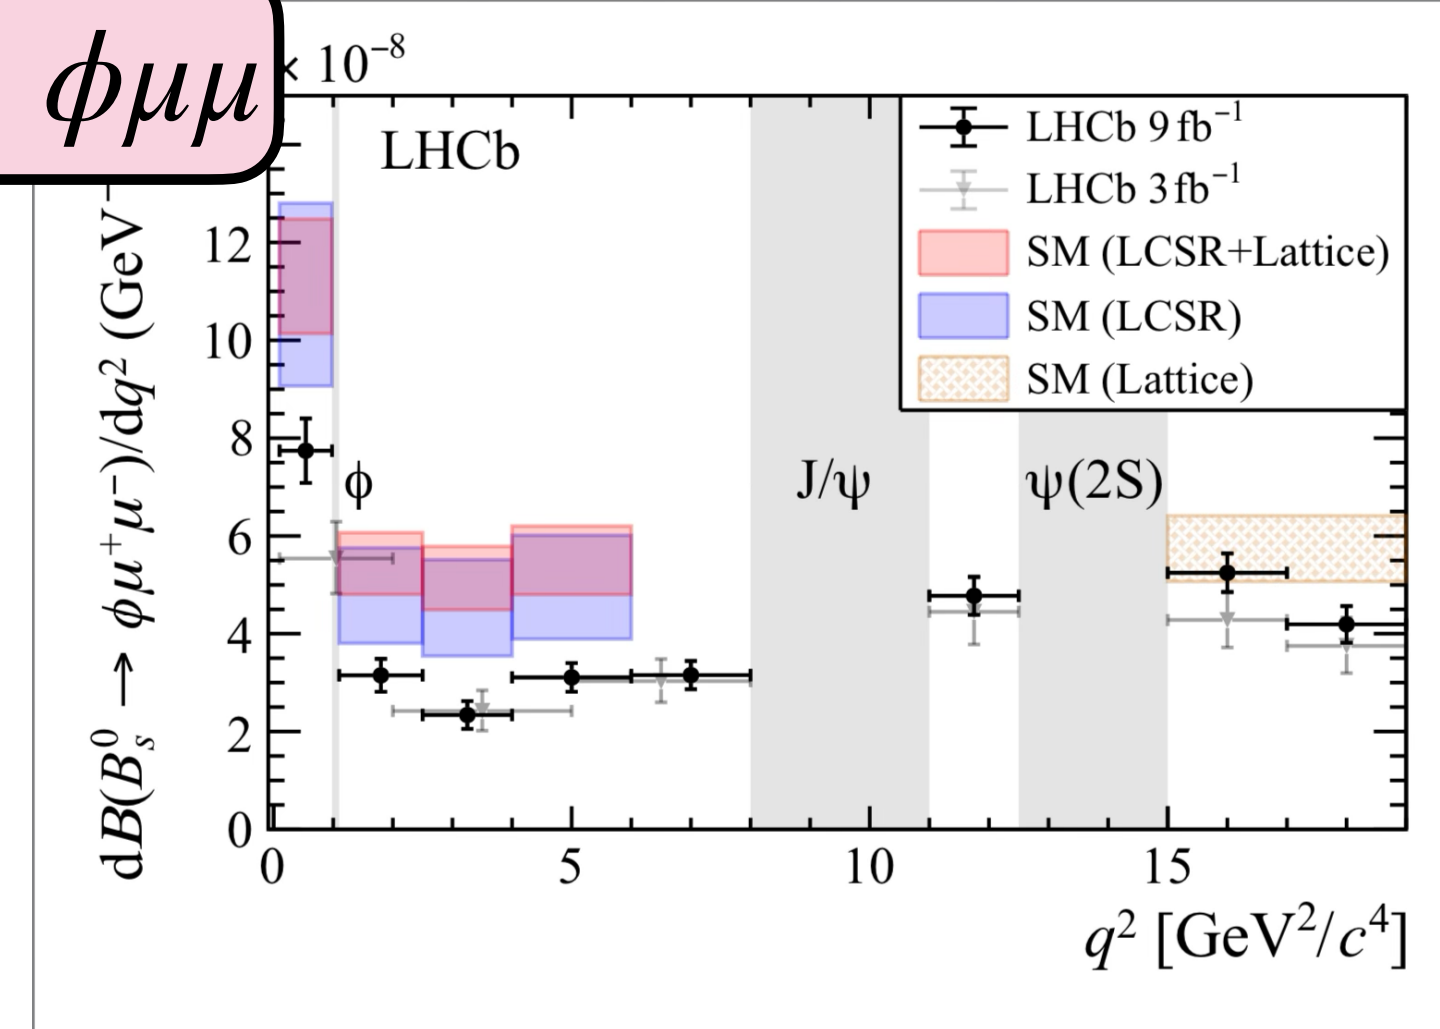 ϕμμ
× 10⁻⁸
LHCb
LHCb 9 fb⁻¹
LHCb 3 fb⁻¹
SM (LCSR+Lattice)
SM (LCSR)
SM (Lattice)
dB(B⁰ₛ → ϕμ⁺μ⁻)/dq² (GeV⁻
12
10
8
6
4
2
0
ϕ
J/ψ
ψ(2S)
0 5 10 15
q² [GeV²/c⁴]